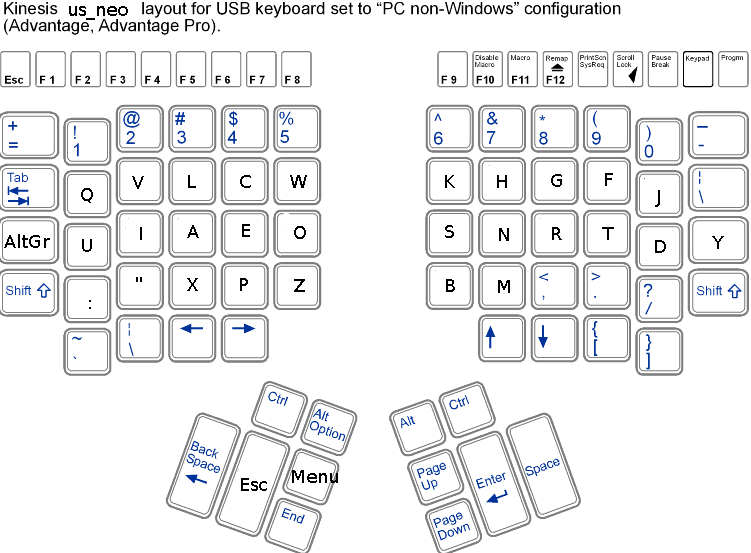 Kinesis us_neo layout for USB keyboard set to “PC non-Windows” configuration
(Advantage, Advantage Pro).
Esc F 1 F 2 F 3 F 4 F 5 F 6 F 7 F 8 F 9 Disable Macro F10 Macro F11 Remap F12 PrintScn SysReq Scroll Lock Pause Break Keypad Progrm
+ ! @ # $ % ^ & * ( ) _
= 1 2 3 4 5 6 7 8 9 0 -
Tab Q V L C W K H G F J ¦ \
AltGr U I A E O S N R T D Y
Shift : " X P Z B M < , > . ? / Shift
~ ` ¦ \ { [ } ]
Ctrl Alt Option Alt Ctrl
Back Space Esc Menu Page Up Enter Space
End Page Down